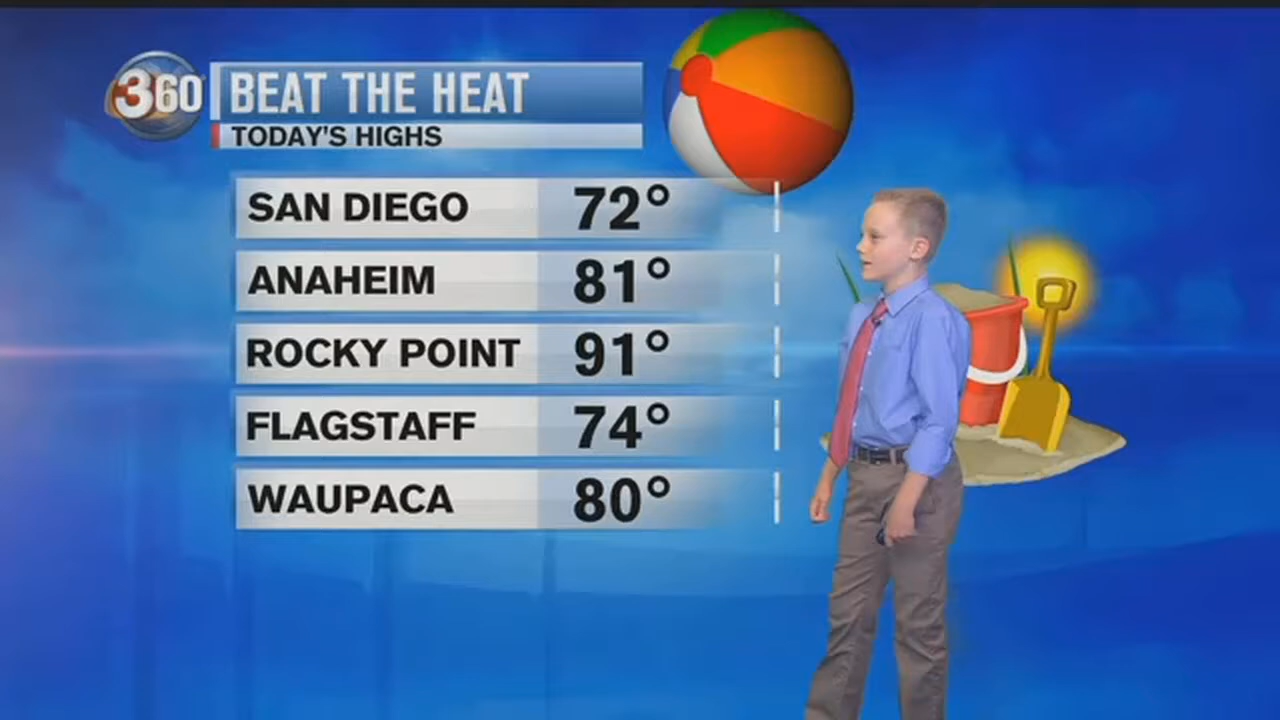 360
BEAT THE HEAT
TODAY'S HIGHS
SAN DIEGO 72°
ANAHEIM 81°
ROCKY POINT 91°
FLAGSTAFF 74°
WAUPACA 80°